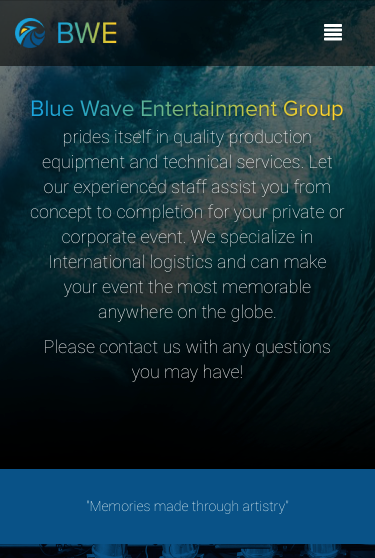 BWE
Blue Wave Entertainment Group
prides itself in quality production
equipment and technical services. Let
our experienced staff assist you from
concept to completion for your private or
corporate event. We specialize in
International logistics and can make
your event the most memorable
anywhere on the globe.
Please contact us with any questions
you may have!
"Memories made through artistry"